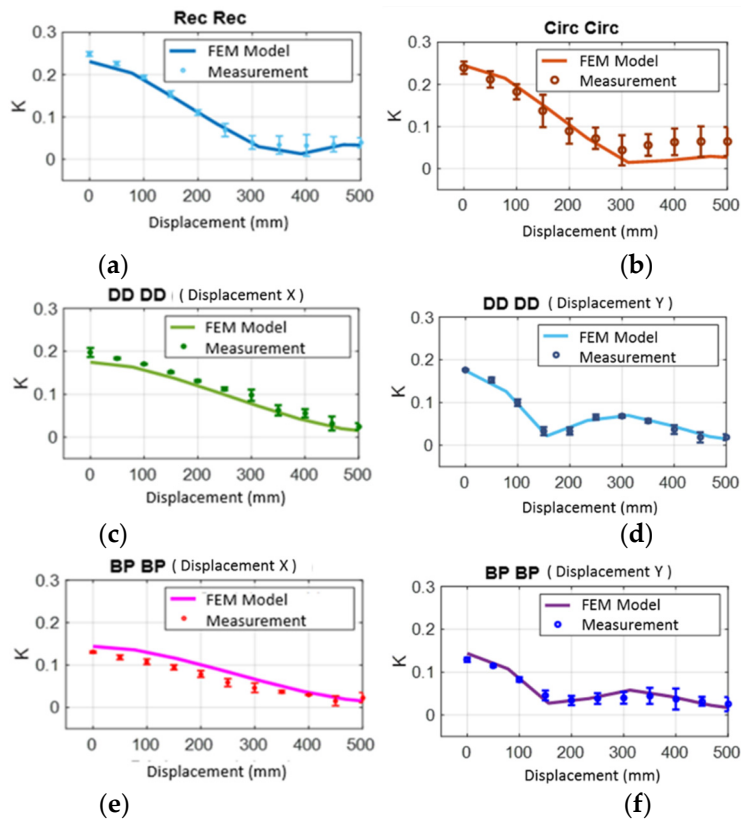 Rec Rec
0.3
0.2
0.1
0
K
FEM Model
Measurement
0 100 200 300 400 500
Displacement (mm)
(a)
Circ Circ
0.3
0.2
0.1
0
K
FEM Model
Measurement
0 100 200 300 400 500
Displacement (mm)
(b)
DD DD ( Displacement X )
0.3
0.2
0.1
0
K
FEM Model
Measurement
0 100 200 300 400 500
Displacement (mm)
(c)
DD DD ( Displacement Y )
0.3
0.2
0.1
0
K
FEM Model
Measurement
0 100 200 300 400 500
Displacement (mm)
(d)
BP BP ( Displacement X )
0.3
0.2
0.1
0
K
FEM Model
Measurement
0 100 200 300 400 500
Displacement (mm)
(e)
BP BP ( Displacement Y )
0.3
0.2
0.1
0
K
FEM Model
Measurement
0 100 200 300 400 500
Displacement (mm)
(f)